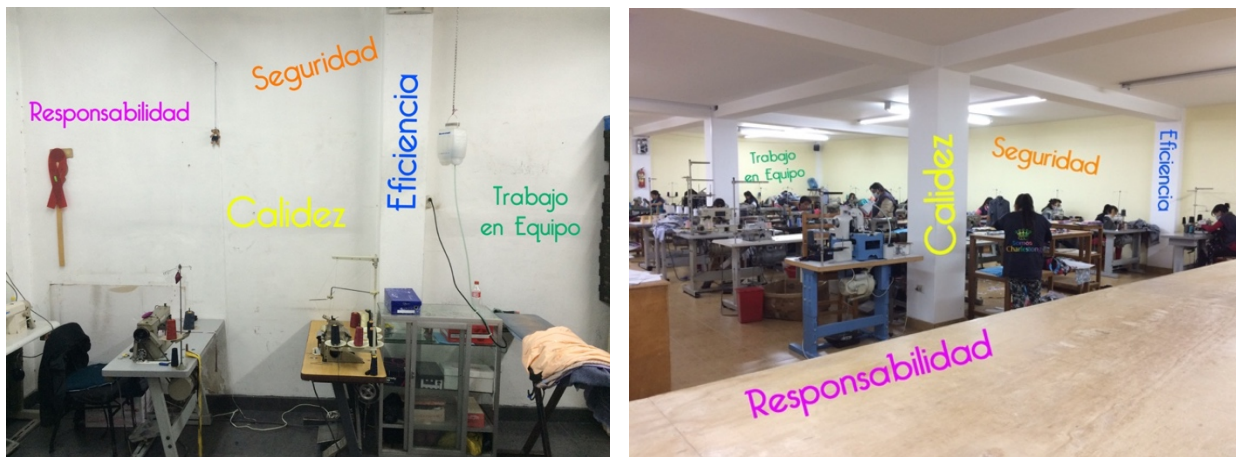 Seguridad
Responsabilidad
Eficiencia
Calidez
Trabajo
en Equipo
Trabajo
en Equipo
Calidez
Seguridad
Eficiencia
Responsabilidad